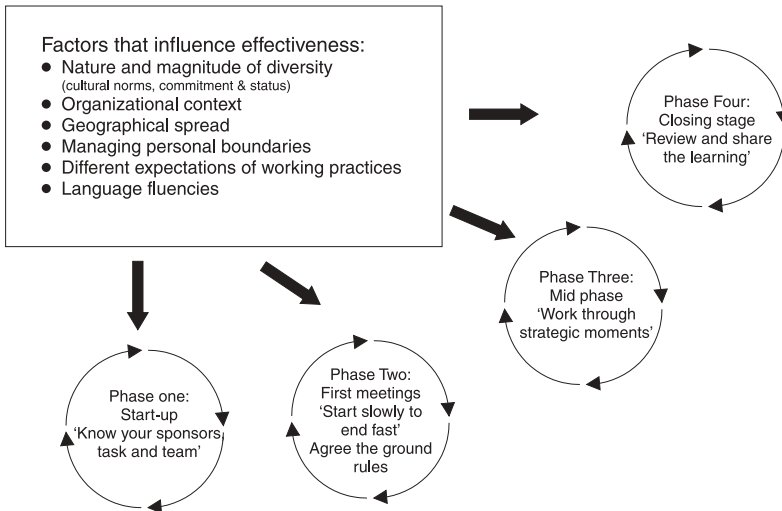 Factors that influence effectiveness:
● Nature and magnitude of diversity
(cultural norms, commitment & status)
● Organizational context
● Geographical spread
● Managing personal boundaries
● Different expectations of working practices
● Language fluencies
Phase one:
Start-up
‘Know your sponsors
task and team’
Phase Two:
First meetings
‘Start slowly to
end fast’
Agree the ground
rules
Phase Three:
Mid phase
‘Work through
strategic moments’
Phase Four:
Closing stage
‘Review and share
the learning’